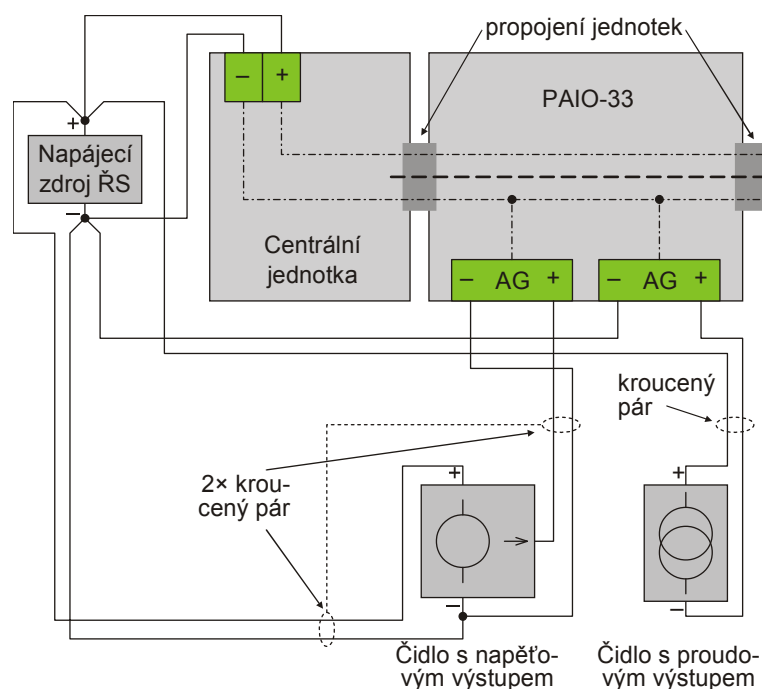 propojení jednotek
– +
PAIO-33
+
Napájecí
zdroj ŘS
–
Centrální
jednotka
– AG +
– AG +
kroucený
pár
2× krou-
cený pár
+
+
–
–
Čidlo s napěťo-
vým výstupem
Čidlo s proudo-
vým výstupem